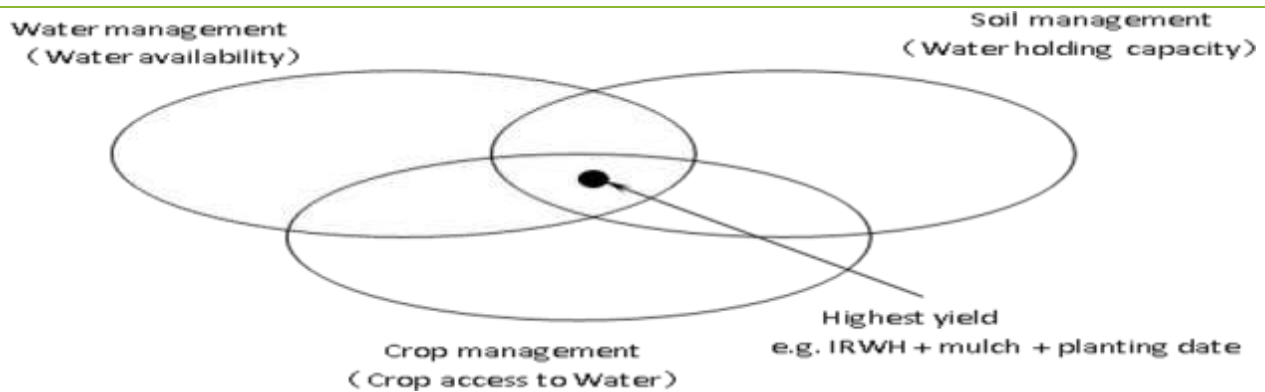 Water management
(Water availability)
Soil management
(Water holding capacity)
Highest yield
e.g. IRWH + mulch + planting date
Crop management
(Crop access to Water)